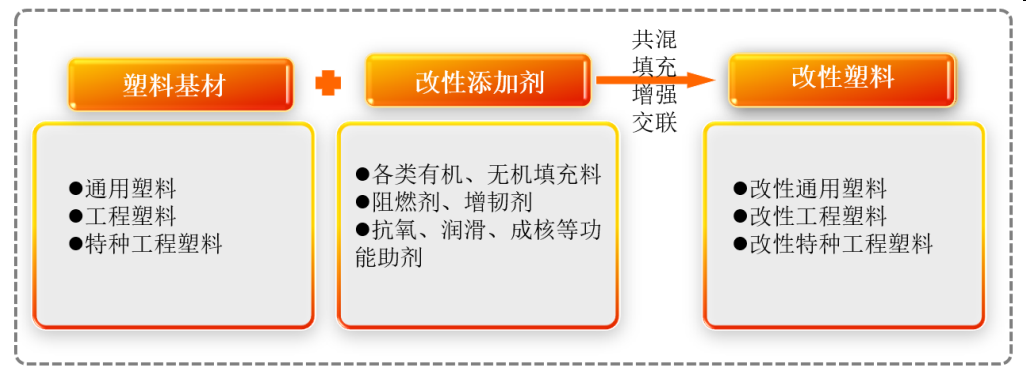 塑料基材
改性添加剂
共混
填充
增强
交联
改性塑料
●通用塑料
●工程塑料
●特种工程塑料
●各类有机、无机填充料
●阻燃剂、增韧剂
●抗氧、润滑、成核等功
能助剂
●改性通用塑料
●改性工程塑料
●改性特种工程塑料